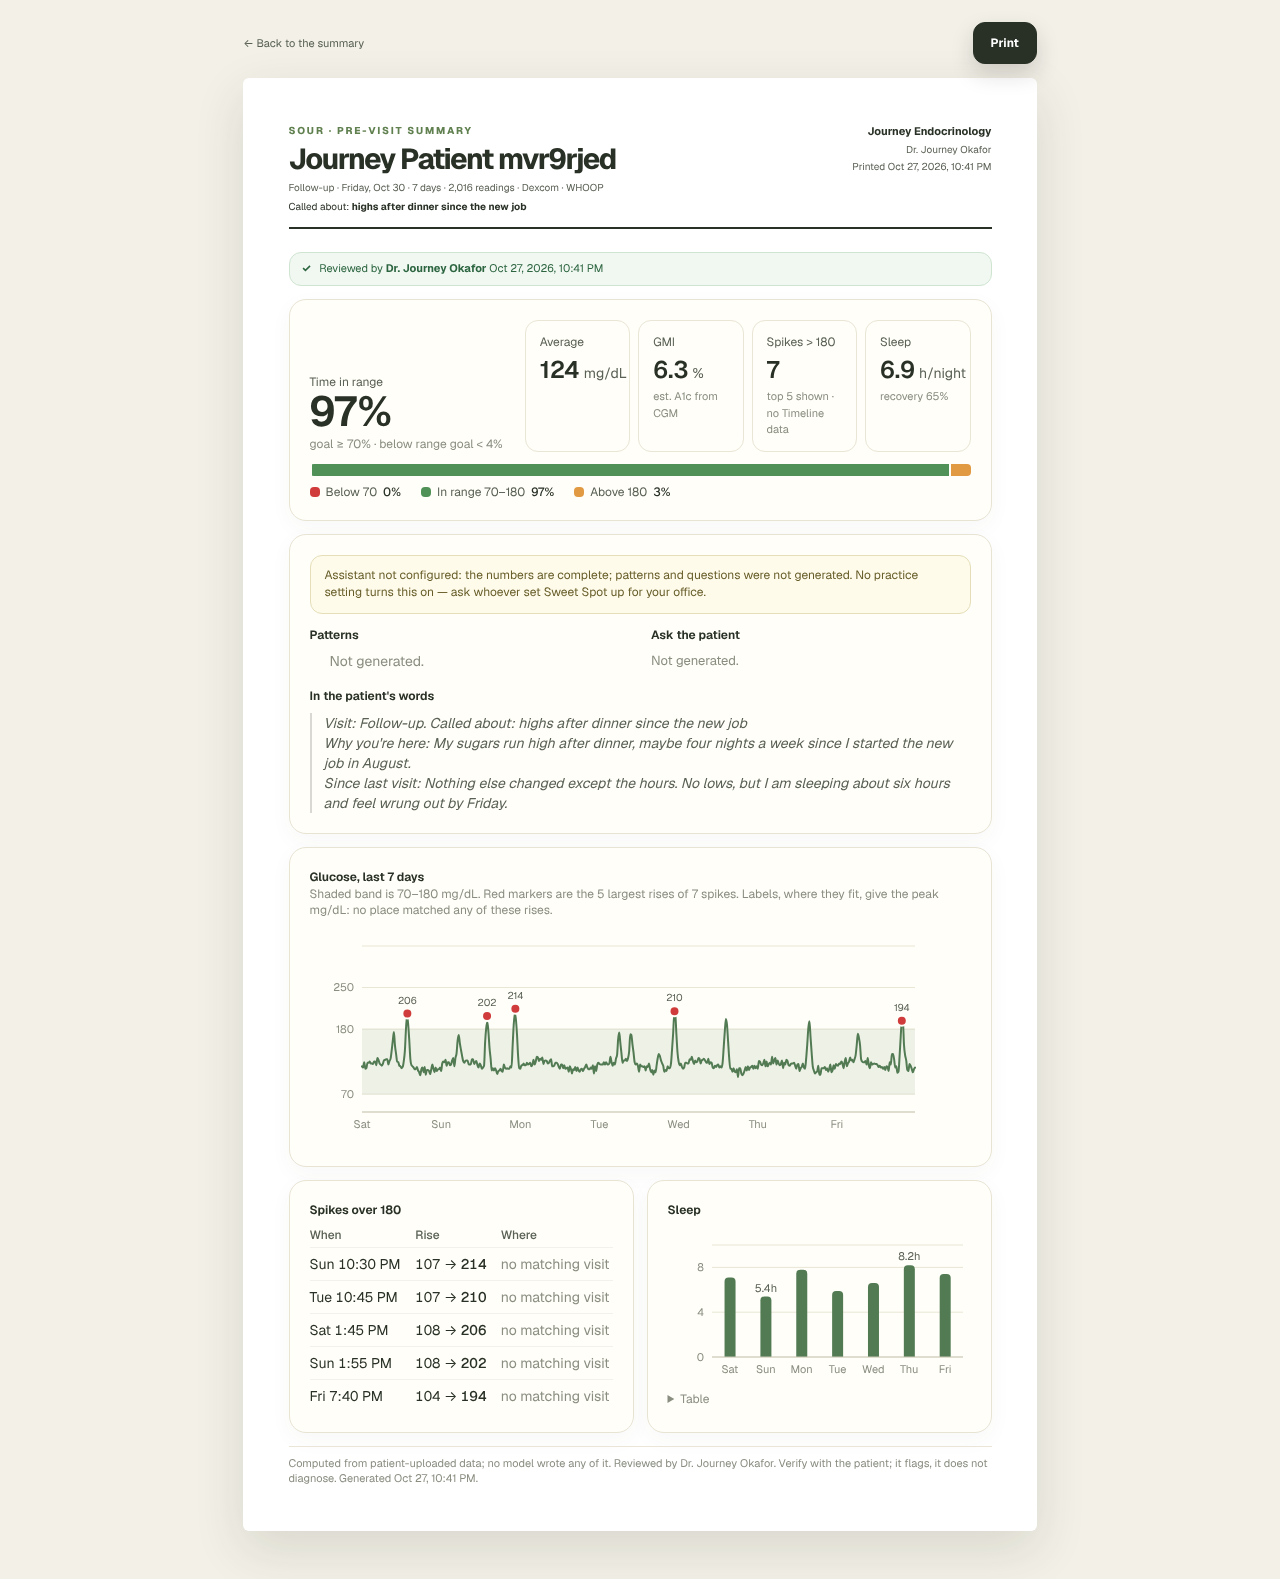 ← Back to the summary
Print
SOUR · PRE-VISIT SUMMARY
Journey Patient mvr9rjed
Follow-up · Friday, Oct 30 · 7 days · 2,016 readings · Dexcom · WHOOP
Called about: highs after dinner since the new job
Journey Endocrinology
Dr. Journey Okafor
Printed Oct 27, 2026, 10:41 PM
✓ Reviewed by Dr. Journey Okafor Oct 27, 2026, 10:41 PM
Time in range
97%
goal ≥ 70% · below range goal < 4%
Average
124 mg/dL
GMI
6.3 %
est. A1c from
CGM
Spikes > 180
7
top 5 shown ·
no Timeline
data
Sleep
6.9 h/night
recovery 65%
Below 70 0% In range 70–180 97% Above 180 3%
Assistant not configured: the numbers are complete; patterns and questions were not generated. No practice
setting turns this on — ask whoever set Sweet Spot up for your office.
Patterns
Not generated.
Ask the patient
Not generated.
In the patient's words
Visit: Follow-up. Called about: highs after dinner since the new job
Why you're here: My sugars run high after dinner, maybe four nights a week since I started the new
job in August.
Since last visit: Nothing else changed except the hours. No lows, but I am sleeping about six hours
and feel wrung out by Friday.
Glucose, last 7 days
Shaded band is 70–180 mg/dL. Red markers are the 5 largest rises of 7 spikes. Labels, where they fit, give the peak
mg/dL: no place matched any of these rises.
250
180
70
206
202
214
210
194
Sat Sun Mon Tue Wed Thu Fri
Spikes over 180
When Rise Where
Sun 10:30 PM 107 → 214 no matching visit
Tue 10:45 PM 107 → 210 no matching visit
Sat 1:45 PM 108 → 206 no matching visit
Sun 1:55 PM 108 → 202 no matching visit
Fri 7:40 PM 104 → 194 no matching visit
Sleep
8
4
0
5.4h
8.2h
Sat Sun Mon Tue Wed Thu Fri
▶ Table
Computed from patient-uploaded data; no model wrote any of it. Reviewed by Dr. Journey Okafor. Verify with the patient; it flags, it does not
diagnose. Generated Oct 27, 10:41 PM.